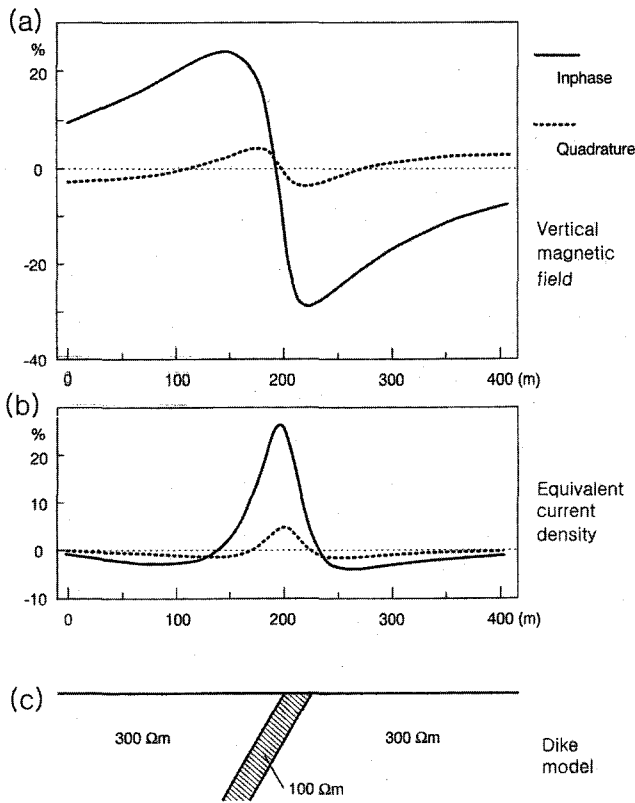 (a)
%
20
0
-20
-40
0 100 200 300 400 (m)
Inphase
Quadrature
Vertical
magnetic
field
(b)
%
20
10
0
-10
0 100 200 300 400 (m)
Equivalent
current
density
(c)
300 Ωm 300 Ωm
100 Ωm
Dike
model